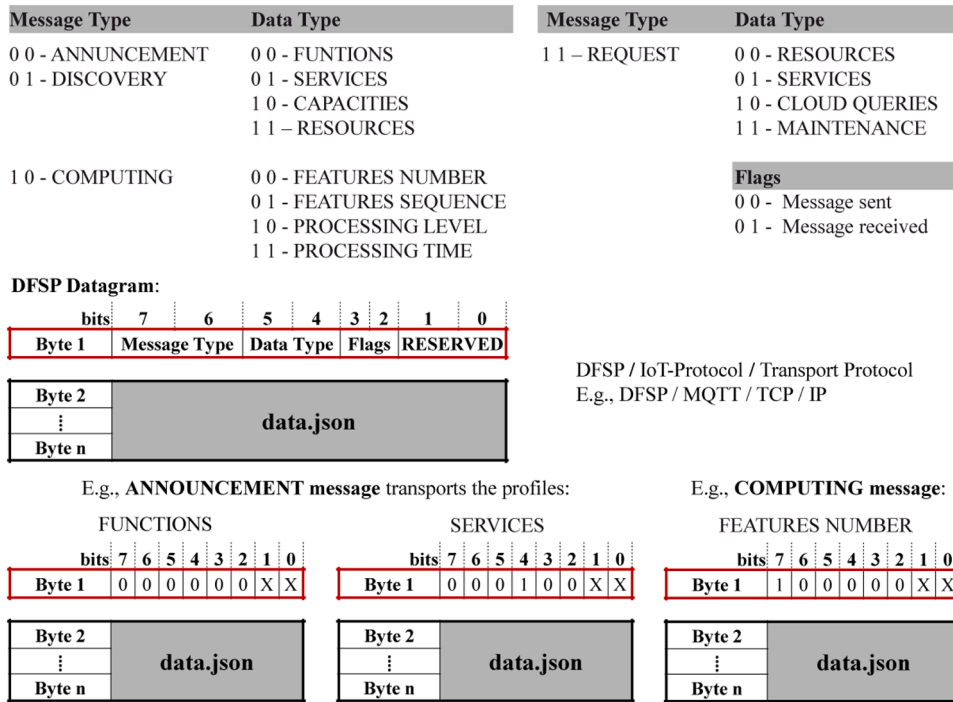 Message Type Data Type
0 0 - ANNUNCEMENT 0 0 - FUNTIONS
0 1 - DISCOVERY 0 1 - SERVICES
1 0 - CAPACITIES
1 1 – RESOURCES
1 0 - COMPUTING 0 0 - FEATURES NUMBER
0 1 - FEATURES SEQUENCE
1 0 - PROCESSING LEVEL
1 1 - PROCESSING TIME
Message Type Data Type
1 1 – REQUEST 0 0 - RESOURCES
0 1 - SERVICES
1 0 - CLOUD QUERIES
1 1 - MAINTENANCE
Flags
0 0 - Message sent
0 1 - Message received
DFSP Datagram:
bits 7 6 5 4 3 2 1 0
Byte 1 Message Type Data Type Flags RESERVED
Byte 2
⋮
Byte n
data.json
DFSP / IoT-Protocol / Transport Protocol
E.g., DFSP / MQTT / TCP / IP
E.g., ANNOUNCEMENT message transports the profiles:
FUNCTIONS
bits 7 6 5 4 3 2 1 0
Byte 1 0 0 0 0 0 0 X X
Byte 2
⋮
Byte n
data.json
SERVICES
bits 7 6 5 4 3 2 1 0
Byte 1 0 0 0 1 0 0 X X
Byte 2
⋮
Byte n
data.json
E.g., COMPUTING message:
FEATURES NUMBER
bits 7 6 5 4 3 2 1 0
Byte 1 1 0 0 0 0 0 X X
Byte 2
⋮
Byte n
data.json